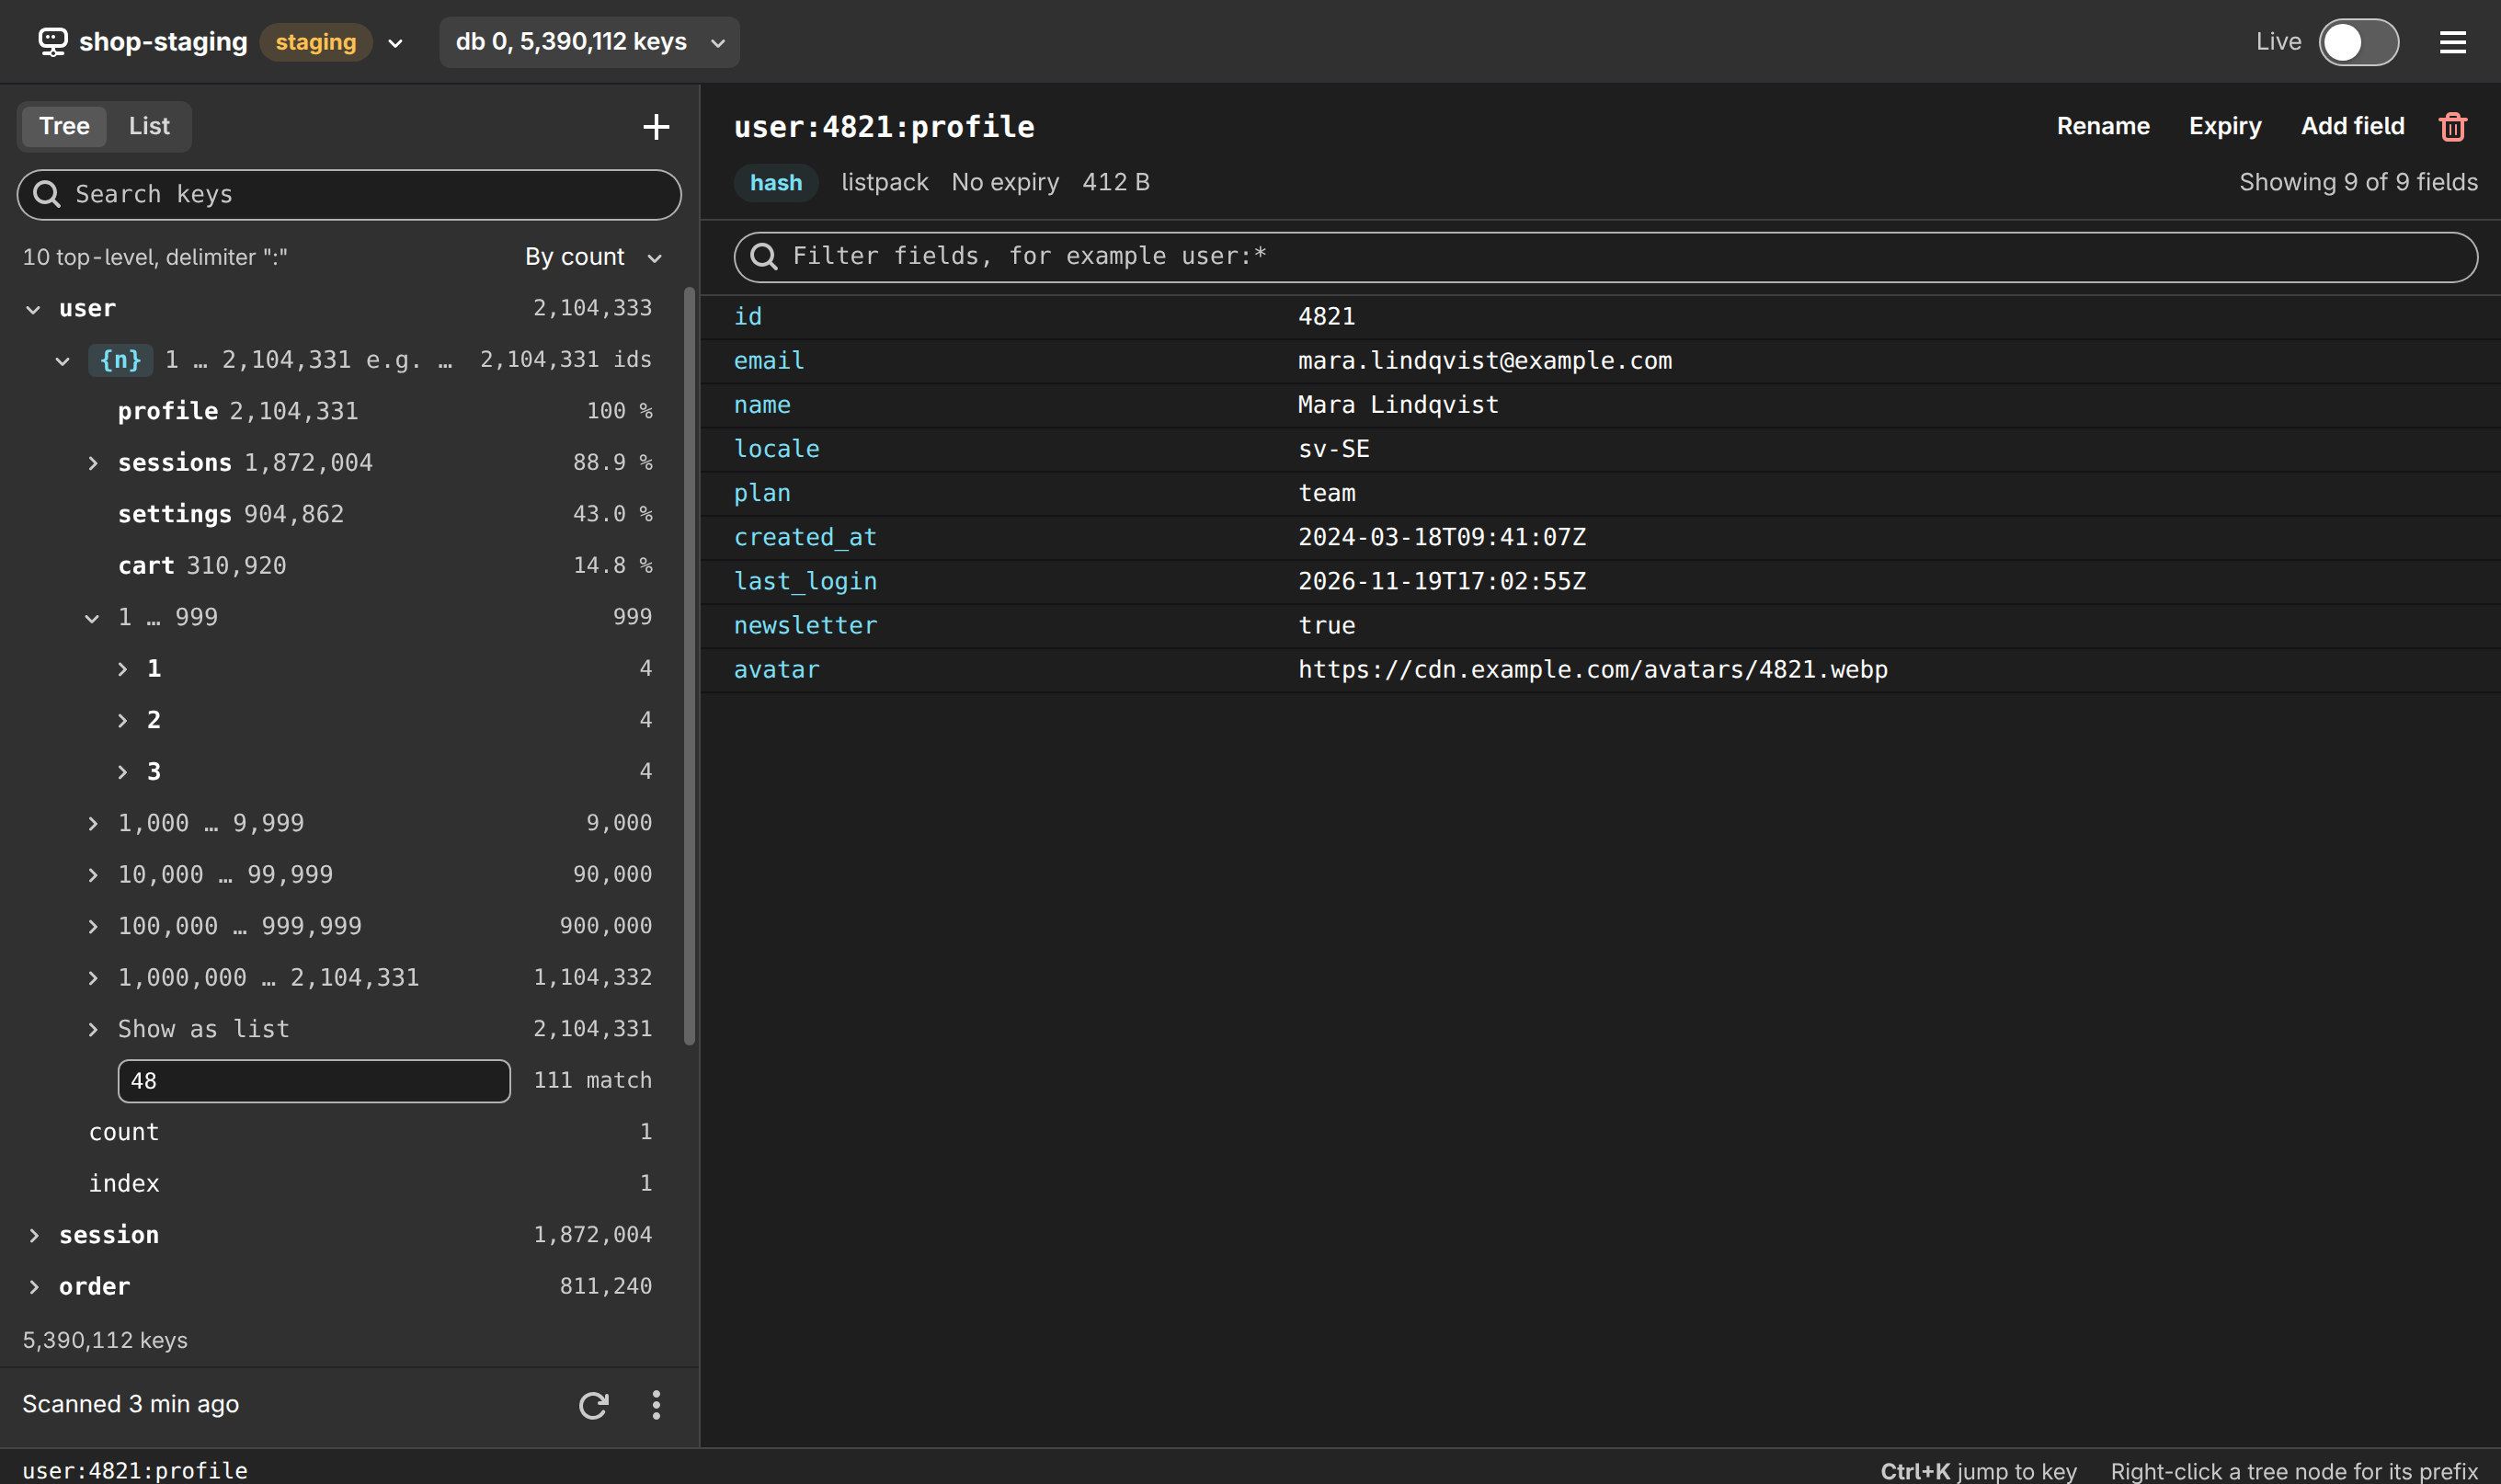 shop-staging staging db 0, 5,390,112 keys Live
Tree List
Search keys
10 top-level, delimiter ":" By count
user 2,104,333
{n} 1 … 2,104,331 e.g. … 2,104,331 ids
profile 2,104,331 100 %
sessions 1,872,004 88.9 %
settings 904,862 43.0 %
cart 310,920 14.8 %
1 … 999 999
1 4
2 4
3 4
1,000 … 9,999 9,000
10,000 … 99,999 90,000
100,000 … 999,999 900,000
1,000,000 … 2,104,331 1,104,332
Show as list 2,104,331
48 111 match
count 1
index 1
session 1,872,004
order 811,240
5,390,112 keys
Scanned 3 min ago
user:4821:profile Rename Expiry Add field
hash listpack No expiry 412 B Showing 9 of 9 fields
Filter fields, for example user:*
id 4821
email mara.lindqvist@example.com
name Mara Lindqvist
locale sv-SE
plan team
created_at 2024-03-18T09:41:07Z
last_login 2026-11-19T17:02:55Z
newsletter true
avatar https://cdn.example.com/avatars/4821.webp
user:4821:profile Ctrl+K jump to key Right-click a tree node for its prefix